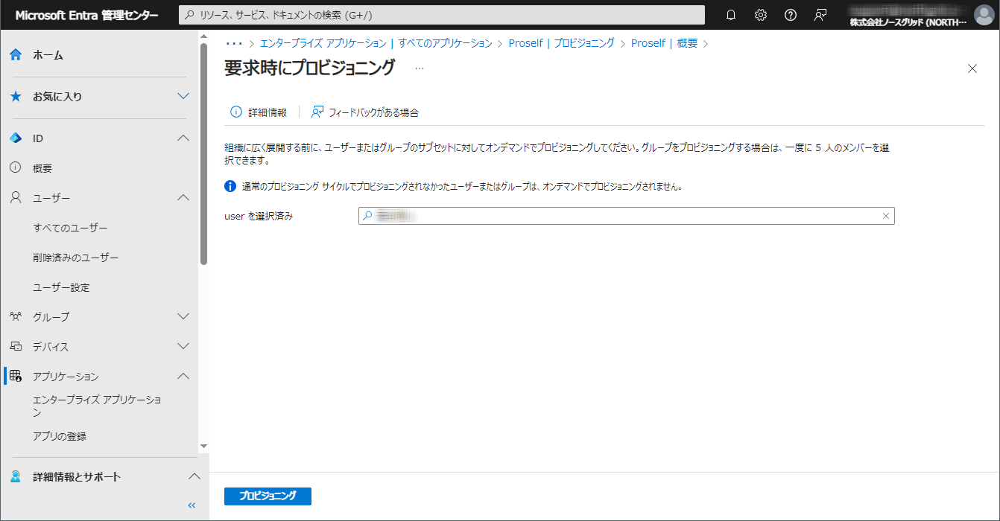 Microsoft Entra 管理センター
リソース、サービス、ドキュメントの検索 (G+/)
株式会社ノースグリッド (NORTH…
ホーム
お気に入り
ID
概要
ユーザー
すべてのユーザー
削除済みのユーザー
ユーザー設定
グループ
デバイス
アプリケーション
エンタープライズ アプリケーショ
ン
アプリの登録
詳細情報とサポート
«
… > エンタープライズ アプリケーション | すべてのアプリケーション > Proself | プロビジョニング > Proself | 概要 >
要求時にプロビジョニング …
詳細情報
フィードバックがある場合
組織に広く展開する前に、ユーザーまたはグループのサブセットに対してオンデマンドでプロビジョニングしてください。グループをプロビジョニングする場合は、一度に 5 人のメンバーを選
択できます。
通常のプロビジョニング サイクルでプロビジョニングされなかったユーザーまたはグループは、オンデマンドでプロビジョニングされません。
user を選択済み
プロビジョニング